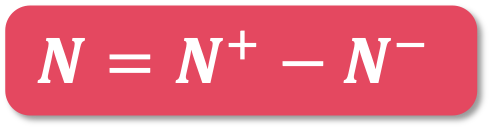 N = N⁺ − N⁻